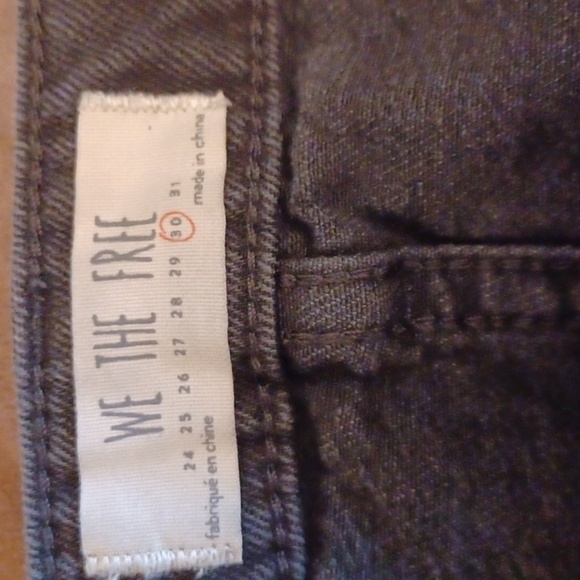 WE THE FREE
24 25 26 27 28 29 30 31
fabriqué en chine made in china